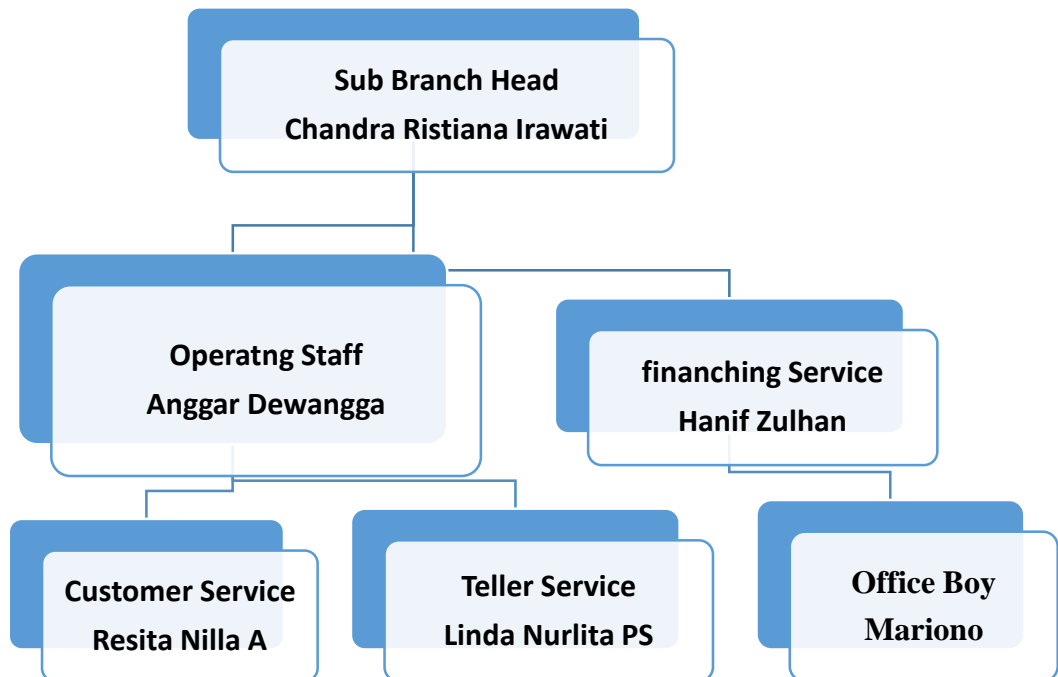 Sub Branch Head
Chandra Ristiana Irawati
Operatng Staff
Anggar Dewangga
finanching Service
Hanif Zulhan
Customer Service
Resita Nilla A
Teller Service
Linda Nurlita PS
Office Boy
Mariono